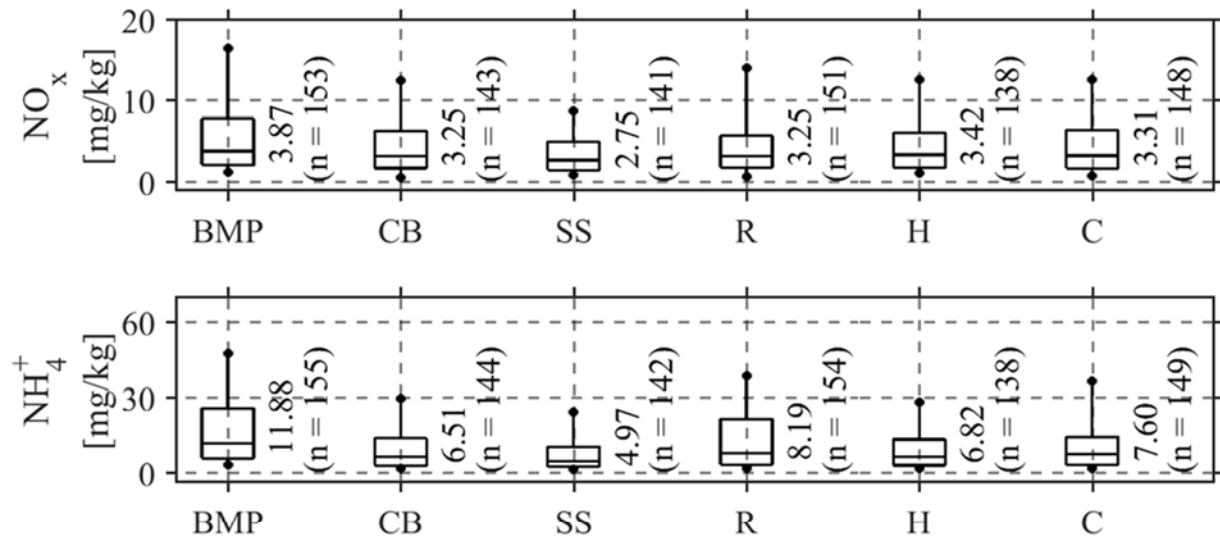 NOx
[mg/kg]
20
10
0
3.87
(n = 153)
3.25
(n = 143)
2.75
(n = 141)
3.25
(n = 151)
3.42
(n = 138)
3.31
(n = 148)
BMP CB SS R H C
NH4+
[mg/kg]
60
30
0
11.88
(n = 155)
6.51
(n = 144)
4.97
(n = 142)
8.19
(n = 154)
6.82
(n = 138)
7.60
(n = 149)
BMP CB SS R H C